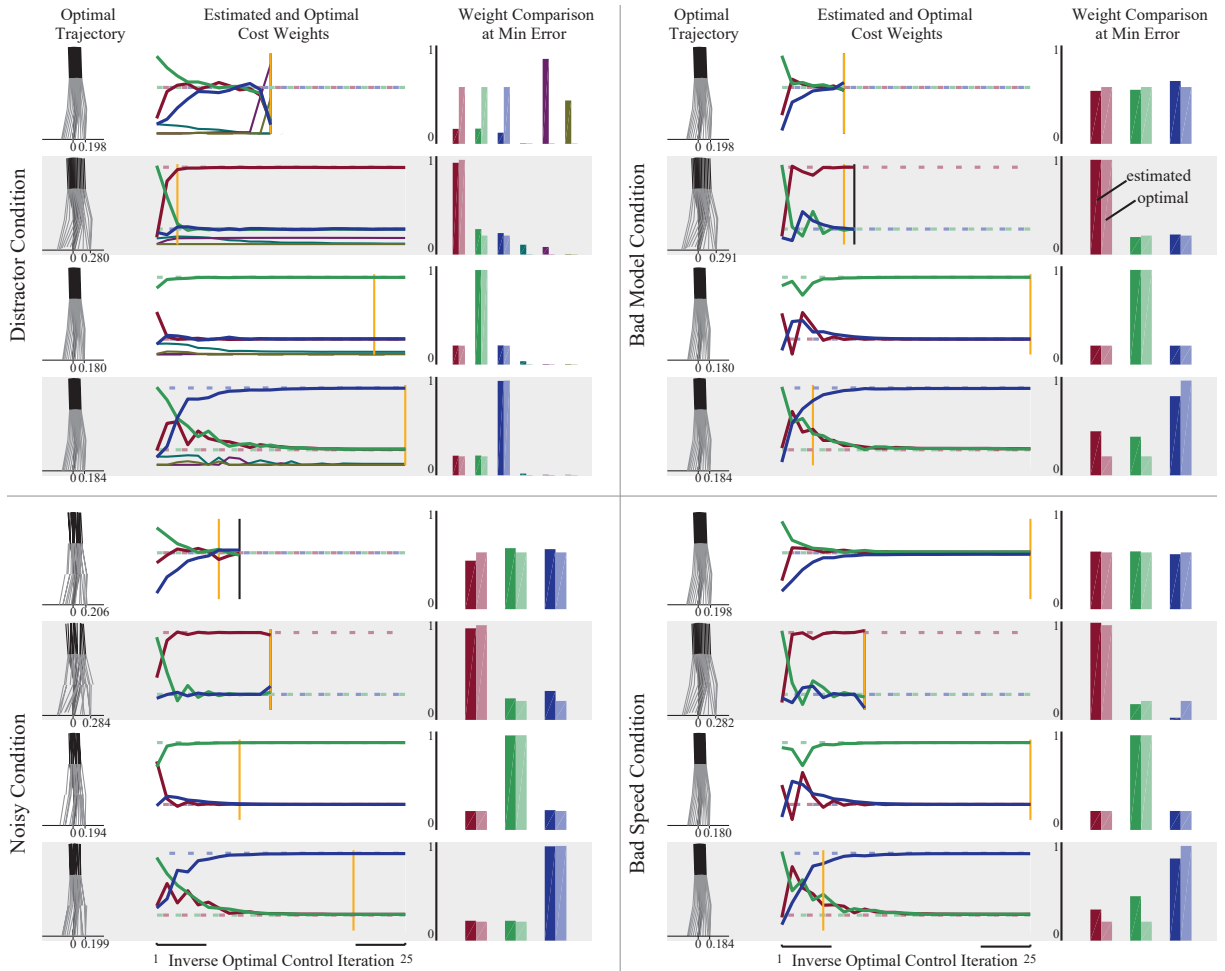 Optimal
Trajectory
Estimated and Optimal
Cost Weights
Weight Comparison
at Min Error
Optimal
Trajectory
Estimated and Optimal
Cost Weights
Weight Comparison
at Min Error
Distractor Condition
1
0
0 0.198
1
0
0 0.280
1
0
0 0.180
1
0
0 0.184
Bad Model Condition
1
0
0 0.198
1
estimated
optimal
0
0 0.291
1
0
0 0.180
1
0
0 0.184
Noisy Condition
1
0
0 0.206
1
0
0 0.284
1
0
0 0.194
1
0
0 0.199
1 Inverse Optimal Control Iteration 25
Bad Speed Condition
1
0
0 0.198
1
0
0 0.282
1
0
0 0.180
1
0
0 0.184
1 Inverse Optimal Control Iteration 25